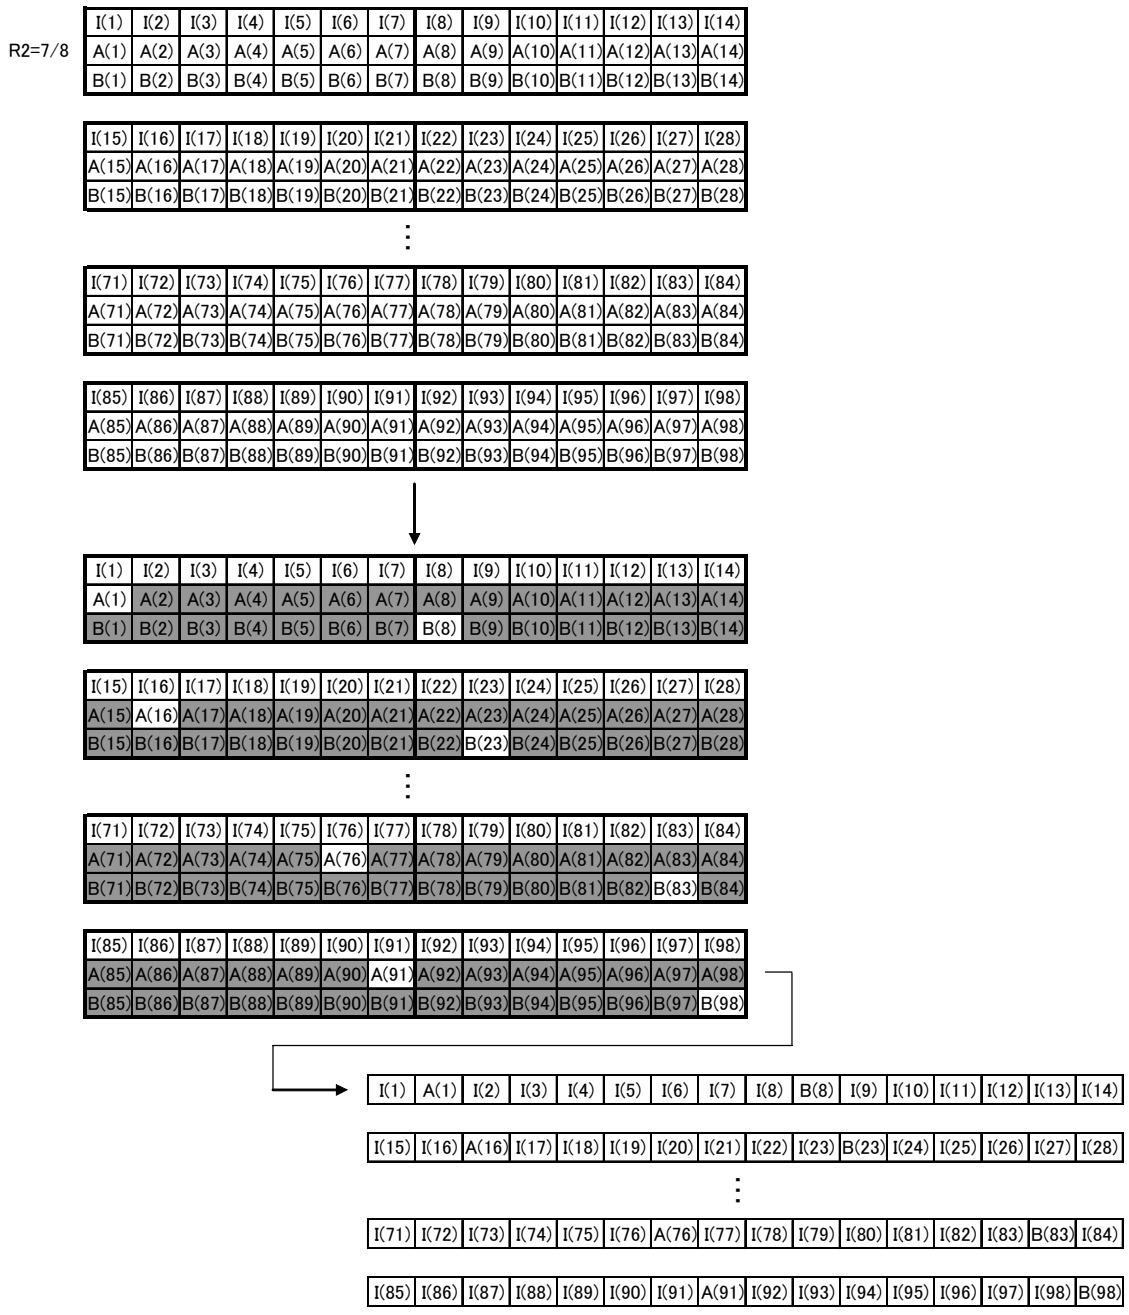 I(1) I(2) I(3) I(4) I(5) I(6) I(7) I(8) I(9) I(10) I(11) I(12) I(13) I(14)
R2=7/8 A(1) A(2) A(3) A(4) A(5) A(6) A(7) A(8) A(9) A(10) A(11) A(12) A(13) A(14)
B(1) B(2) B(3) B(4) B(5) B(6) B(7) B(8) B(9) B(10) B(11) B(12) B(13) B(14)
I(15) I(16) I(17) I(18) I(19) I(20) I(21) I(22) I(23) I(24) I(25) I(26) I(27) I(28)
A(15) A(16) A(17) A(18) A(19) A(20) A(21) A(22) A(23) A(24) A(25) A(26) A(27) A(28)
B(15) B(16) B(17) B(18) B(19) B(20) B(21) B(22) B(23) B(24) B(25) B(26) B(27) B(28)
⋮
I(71) I(72) I(73) I(74) I(75) I(76) I(77) I(78) I(79) I(80) I(81) I(82) I(83) I(84)
A(71) A(72) A(73) A(74) A(75) A(76) A(77) A(78) A(79) A(80) A(81) A(82) A(83) A(84)
B(71) B(72) B(73) B(74) B(75) B(76) B(77) B(78) B(79) B(80) B(81) B(82) B(83) B(84)
I(85) I(86) I(87) I(88) I(89) I(90) I(91) I(92) I(93) I(94) I(95) I(96) I(97) I(98)
A(85) A(86) A(87) A(88) A(89) A(90) A(91) A(92) A(93) A(94) A(95) A(96) A(97) A(98)
B(85) B(86) B(87) B(88) B(89) B(90) B(91) B(92) B(93) B(94) B(95) B(96) B(97) B(98)
I(1) I(2) I(3) I(4) I(5) I(6) I(7) I(8) I(9) I(10) I(11) I(12) I(13) I(14)
A(1) A(2) A(3) A(4) A(5) A(6) A(7) A(8) A(9) A(10) A(11) A(12) A(13) A(14)
B(1) B(2) B(3) B(4) B(5) B(6) B(7) B(8) B(9) B(10) B(11) B(12) B(13) B(14)
I(15) I(16) I(17) I(18) I(19) I(20) I(21) I(22) I(23) I(24) I(25) I(26) I(27) I(28)
A(15) A(16) A(17) A(18) A(19) A(20) A(21) A(22) A(23) A(24) A(25) A(26) A(27) A(28)
B(15) B(16) B(17) B(18) B(19) B(20) B(21) B(22) B(23) B(24) B(25) B(26) B(27) B(28)
⋮
I(71) I(72) I(73) I(74) I(75) I(76) I(77) I(78) I(79) I(80) I(81) I(82) I(83) I(84)
A(71) A(72) A(73) A(74) A(75) A(76) A(77) A(78) A(79) A(80) A(81) A(82) A(83) A(84)
B(71) B(72) B(73) B(74) B(75) B(76) B(77) B(78) B(79) B(80) B(81) B(82) B(83) B(84)
I(85) I(86) I(87) I(88) I(89) I(90) I(91) I(92) I(93) I(94) I(95) I(96) I(97) I(98)
A(85) A(86) A(87) A(88) A(89) A(90) A(91) A(92) A(93) A(94) A(95) A(96) A(97) A(98)
B(85) B(86) B(87) B(88) B(89) B(90) B(91) B(92) B(93) B(94) B(95) B(96) B(97) B(98)
I(1) A(1) I(2) I(3) I(4) I(5) I(6) I(7) I(8) B(8) I(9) I(10) I(11) I(12) I(13) I(14)
I(15) I(16) A(16) I(17) I(18) I(19) I(20) I(21) I(22) I(23) B(23) I(24) I(25) I(26) I(27) I(28)
⋮
I(71) I(72) I(73) I(74) I(75) I(76) A(76) I(77) I(78) I(79) I(80) I(81) I(82) I(83) B(83) I(84)
I(85) I(86) I(87) I(88) I(89) I(90) I(91) A(91) I(92) I(93) I(94) I(95) I(96) I(97) I(98) B(98)